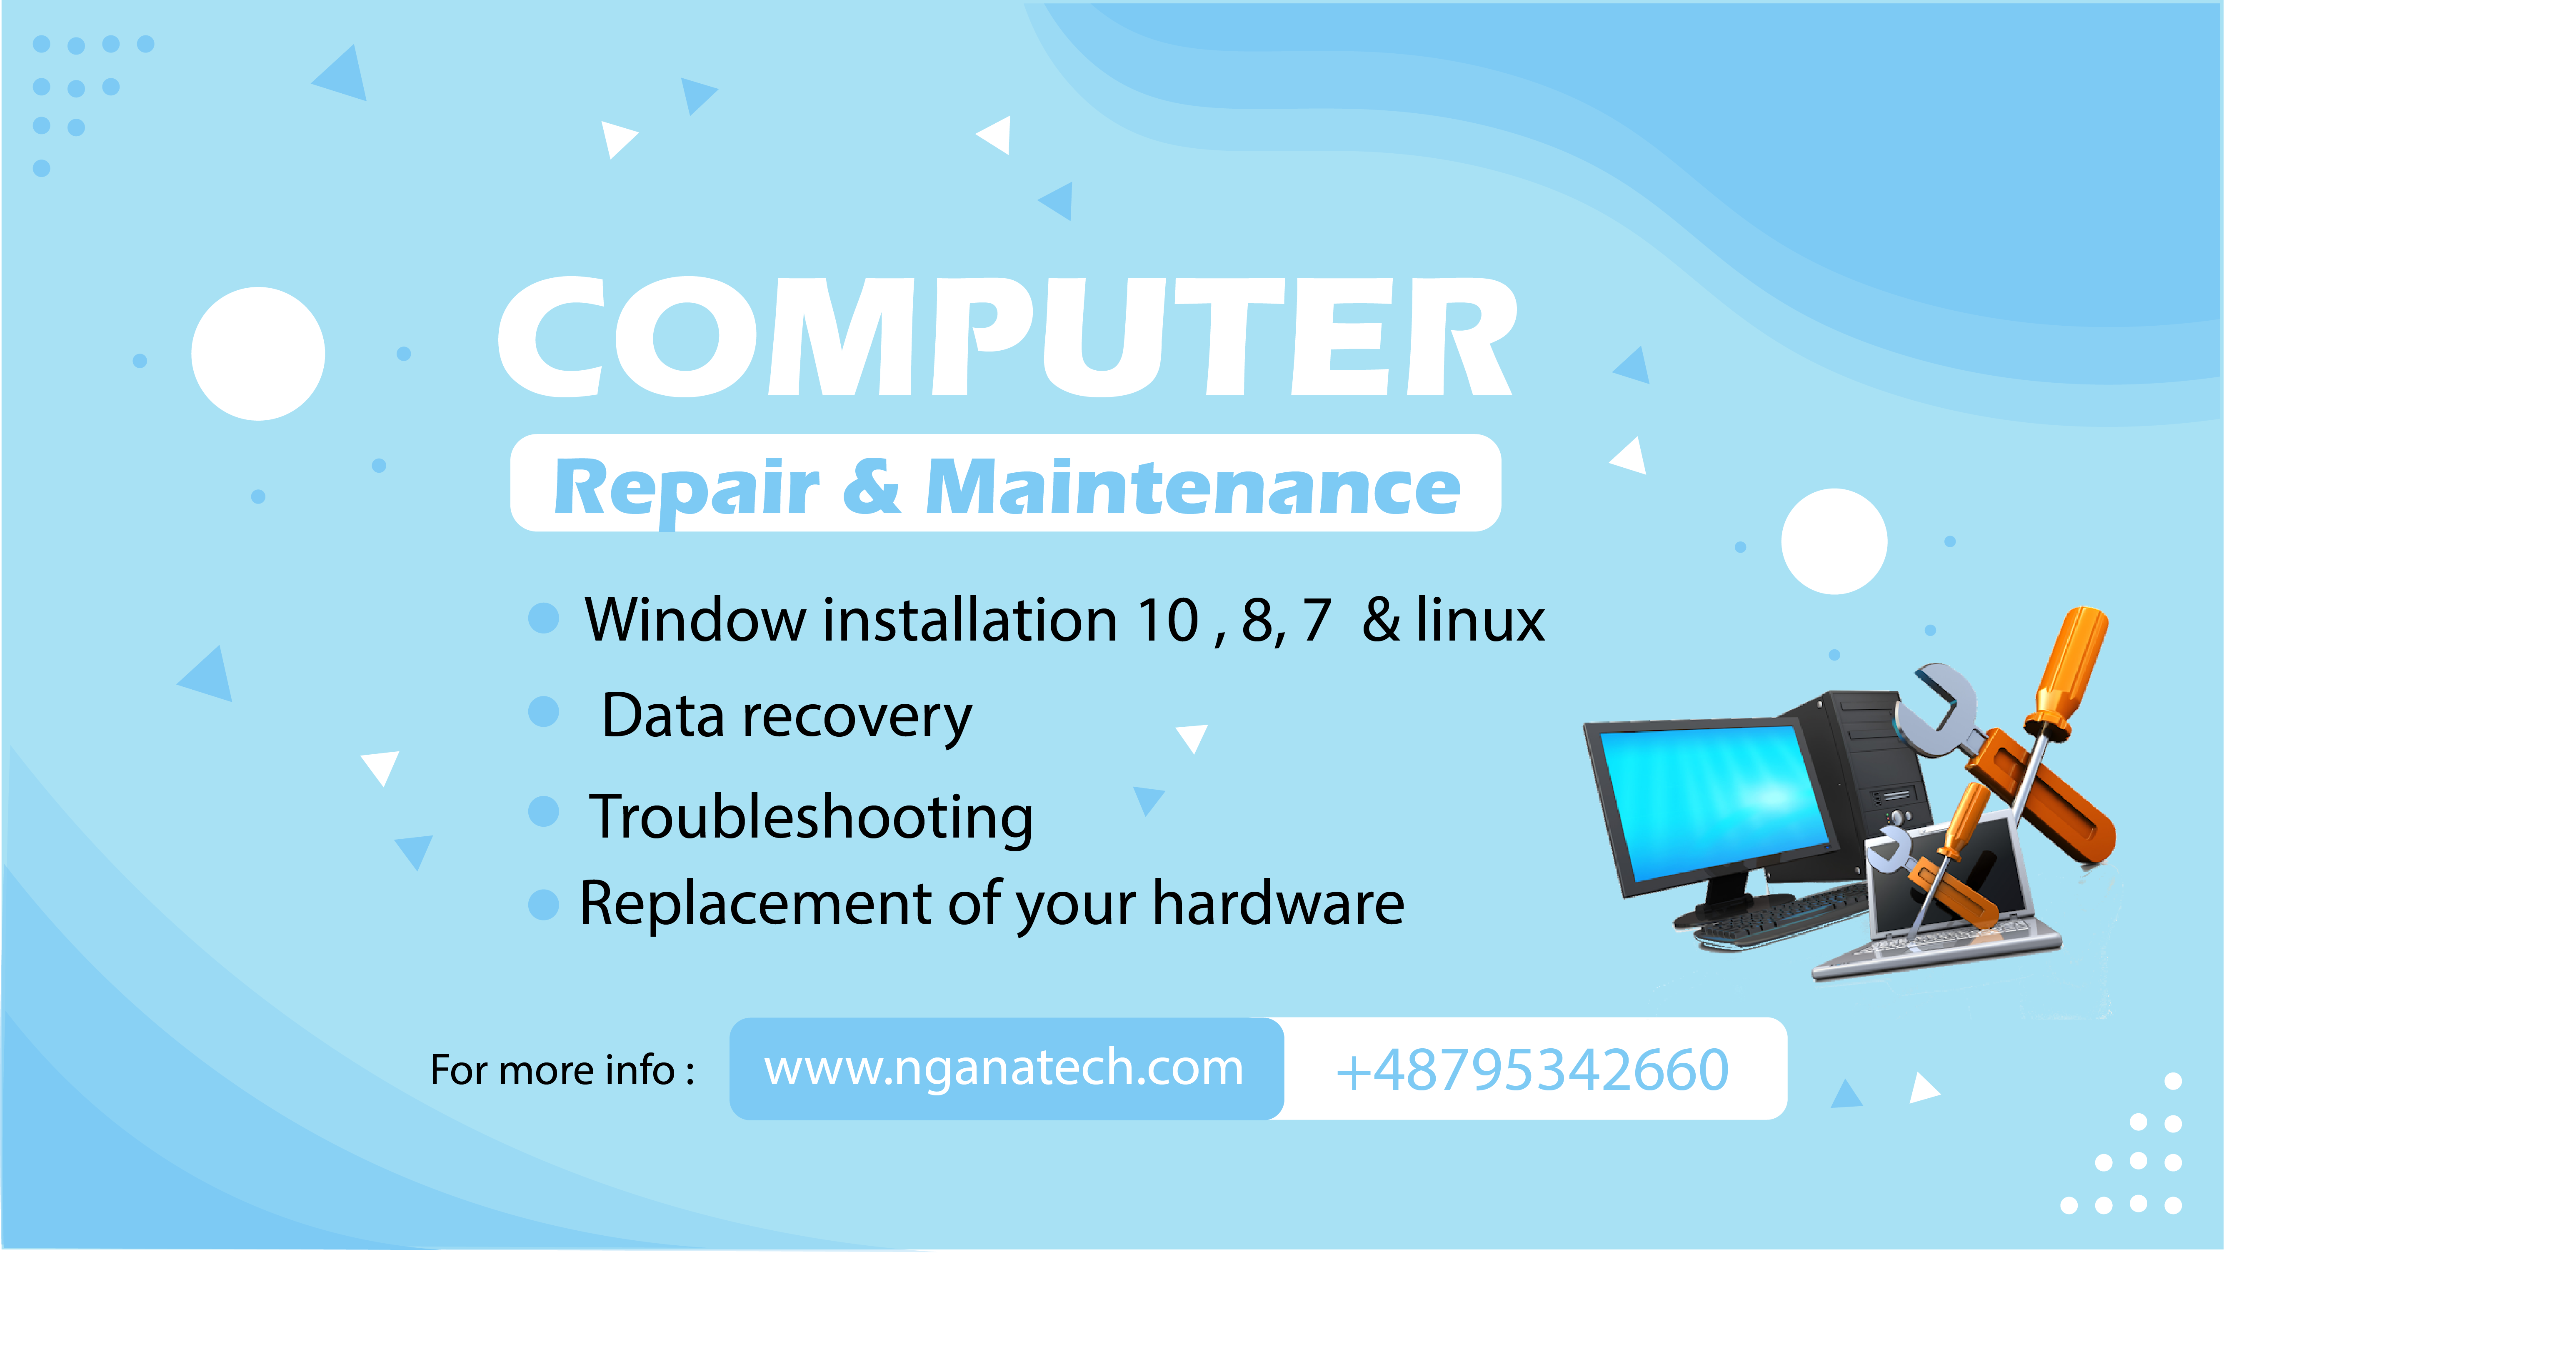 COMPUTER
Repair & Maintenance
Window installation 10 , 8, 7 & linux
Data recovery
Troubleshooting
Replacement of your hardware
For more info : www.nganatech.com +48795342660